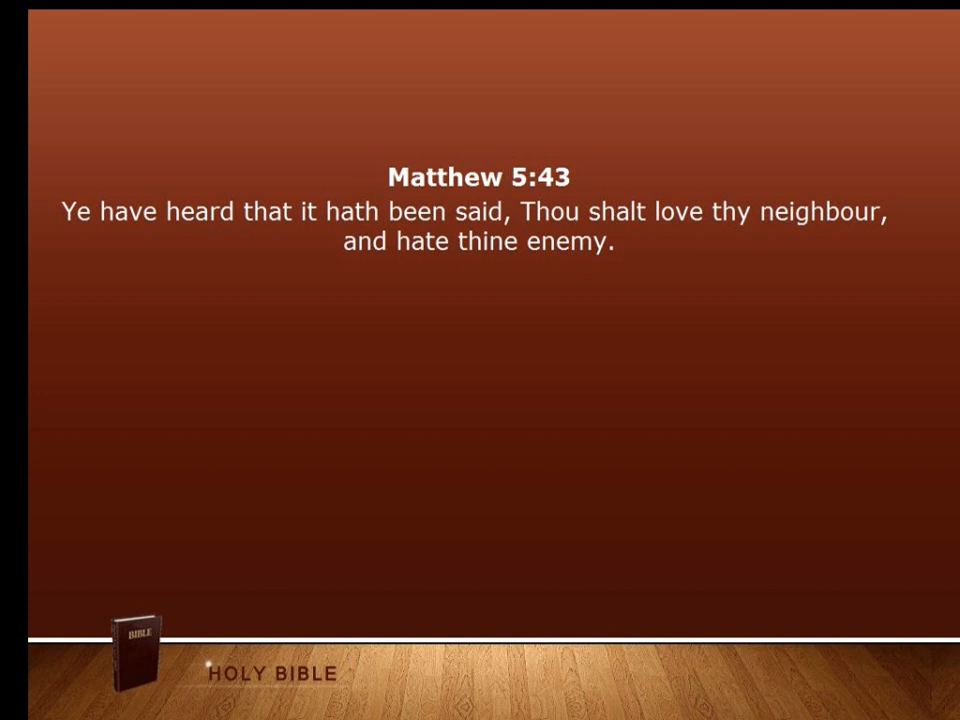 Matthew 5:43
Ye have heard that it hath been said, Thou shalt love thy neighbour,
and hate thine enemy.
BIBLE
HOLY BIBLE